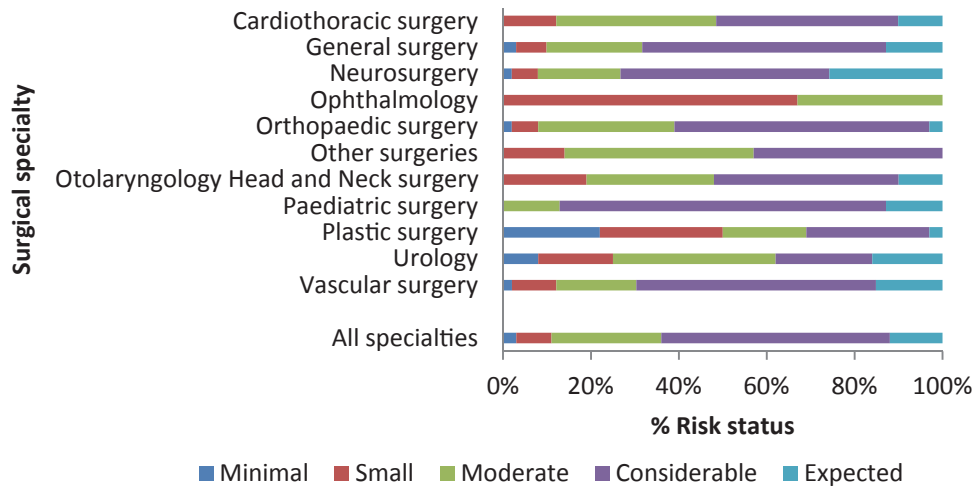 Surgical specialty
Cardiothoracic surgery
General surgery
Neurosurgery
Ophthalmology
Orthopaedic surgery
Other surgeries
Otolaryngology Head and Neck surgery
Paediatric surgery
Plastic surgery
Urology
Vascular surgery
All specialties
0% 20% 40% 60% 80% 100%
% Risk status
Minimal Small Moderate Considerable Expected